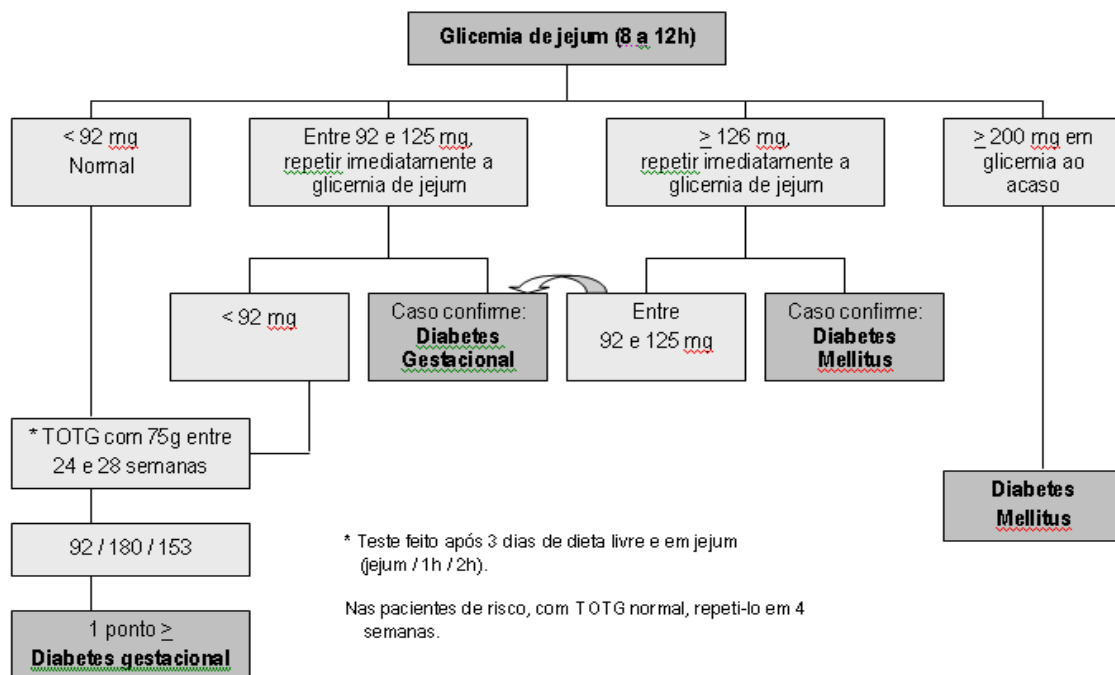 Glicemia de jejum (8 a 12h)
< 92 mg
Normal
Entre 92 e 125 mg,
repetir imediatamente a
glicemia de jejum
≥ 126 mg,
repetir imediatamente a
glicemia de jejum
≥ 200 mg em
glicemia ao
acaso
< 92 mg
Caso confirme:
Diabetes
Gestacional
Entre
92 e 125 mg
Caso confirme:
Diabetes
Mellitus
* TOTG com 75g entre
24 e 28 semanas
Diabetes
Mellitus
92 / 180 / 153
* Teste feito após 3 dias de dieta livre e em jejum
(jejum / 1h / 2h).
Nas pacientes de risco, com TOTG normal, repeti-lo em 4
semanas.
1 ponto ≥
Diabetes gestacional